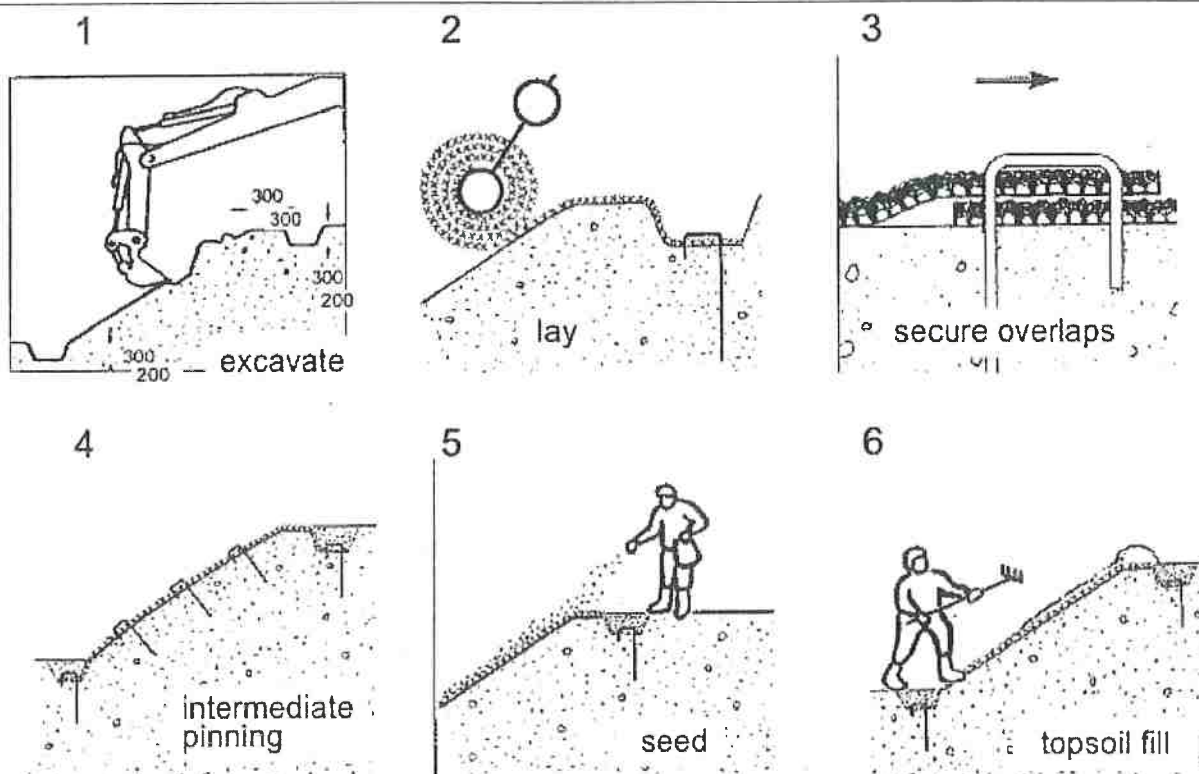 1
2
3
300
300
300
200
300
200
excavate
lay
secure overlaps
4
5
6
intermediate
pinning
seed
topsoil fill